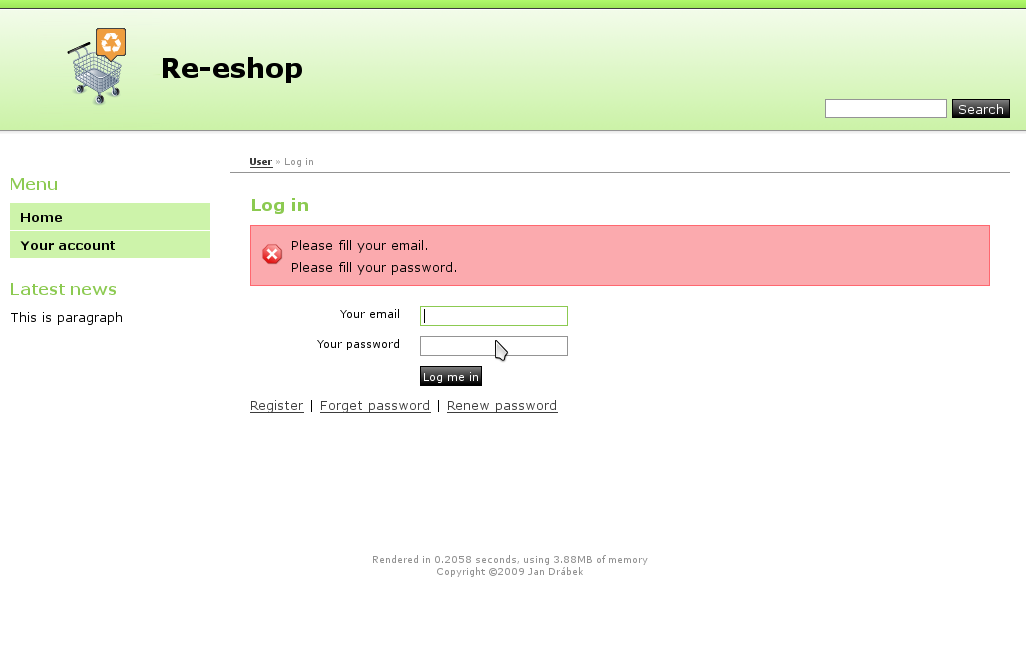 Re-eshop
Search
User » Log in
Menu
Home
Your account
Latest news
This is paragraph
Log in
Please fill your email.
Please fill your password.
Your email
Your password
Log me in
Register | Forget password | Renew password
Rendered in 0.2058 seconds, using 3.88MB of memory
Copyright ©2009 Jan Drábek